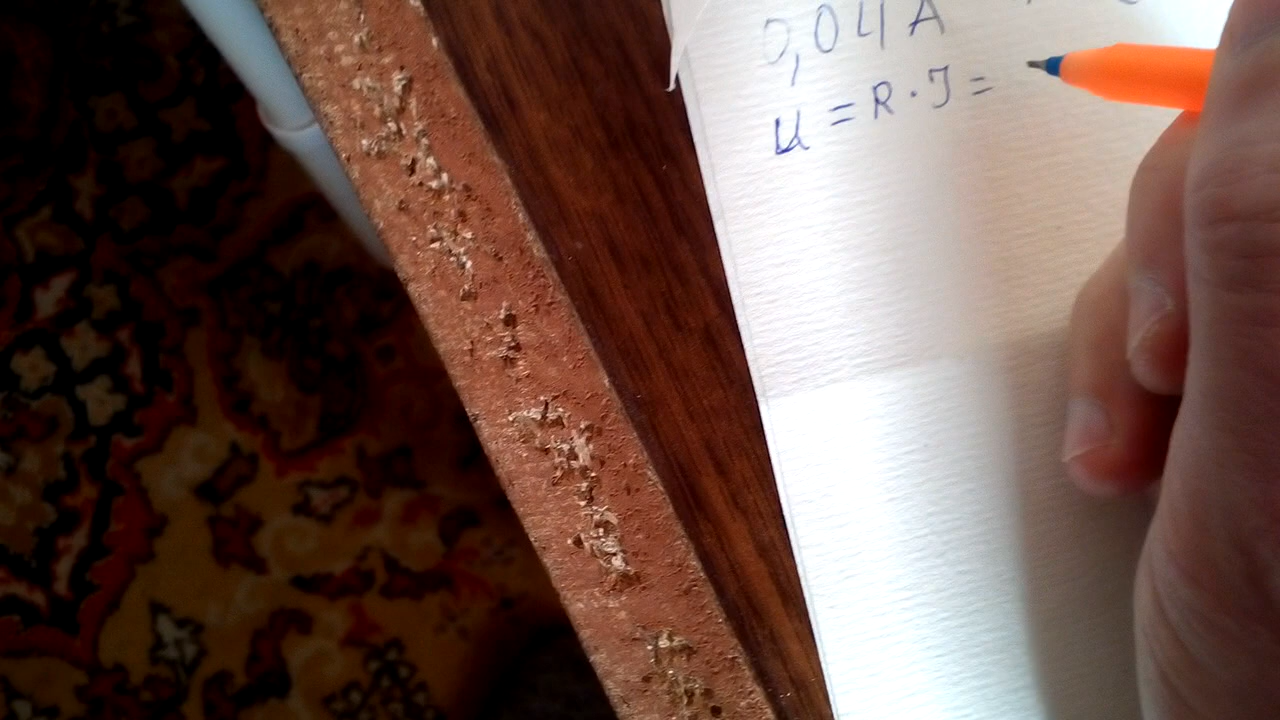 0,04 A
U = R · J =